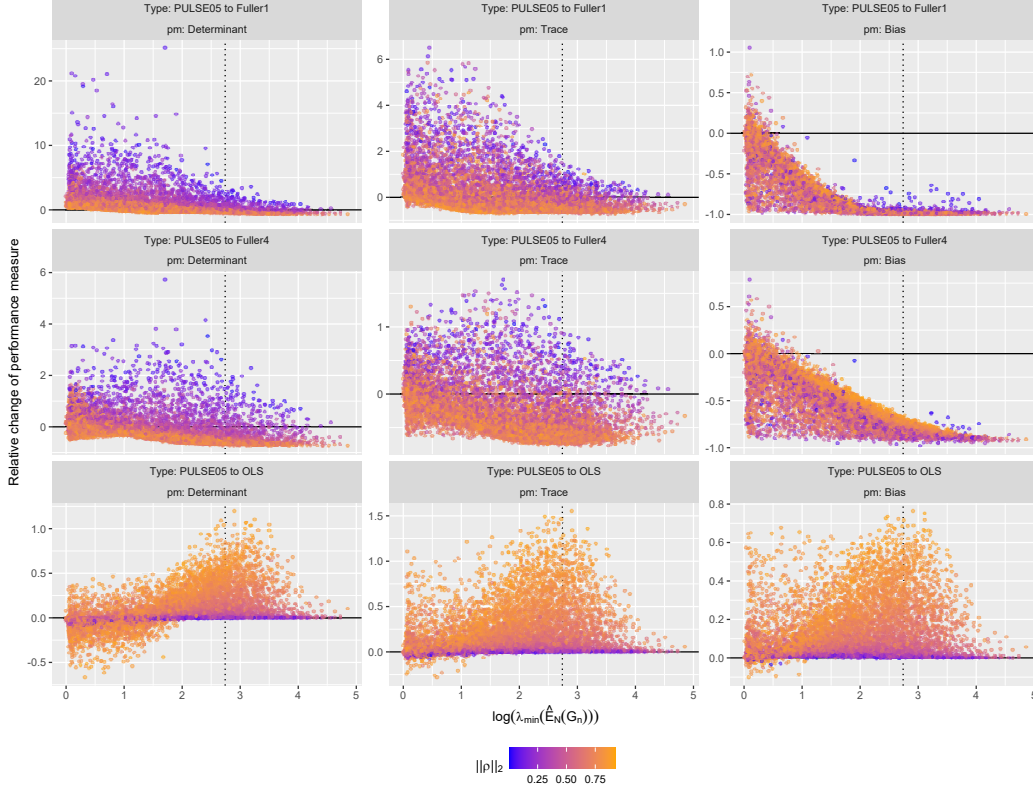 Type: PULSE05 to Fuller1
pm: Determinant
Type: PULSE05 to Fuller1
pm: Trace
Type: PULSE05 to Fuller1
pm: Bias
20
10
0
6
4
2
0
1.0
0.5
0.0
-0.5
-1.0
Type: PULSE05 to Fuller4
pm: Determinant
Type: PULSE05 to Fuller4
pm: Trace
Type: PULSE05 to Fuller4
pm: Bias
6
4
2
0
1
0
0.5
0.0
-0.5
-1.0
Relative change of performance measure
Type: PULSE05 to OLS
pm: Determinant
Type: PULSE05 to OLS
pm: Trace
Type: PULSE05 to OLS
pm: Bias
1.0
0.5
0.0
-0.5
1.5
1.0
0.5
0.0
0.8
0.6
0.4
0.2
0.0
0 1 2 3 4 5
0 1 2 3 4 5
0 1 2 3 4 5
log(λmin(ÊN(Gn)))
||ρ||2
0.25 0.50 0.75